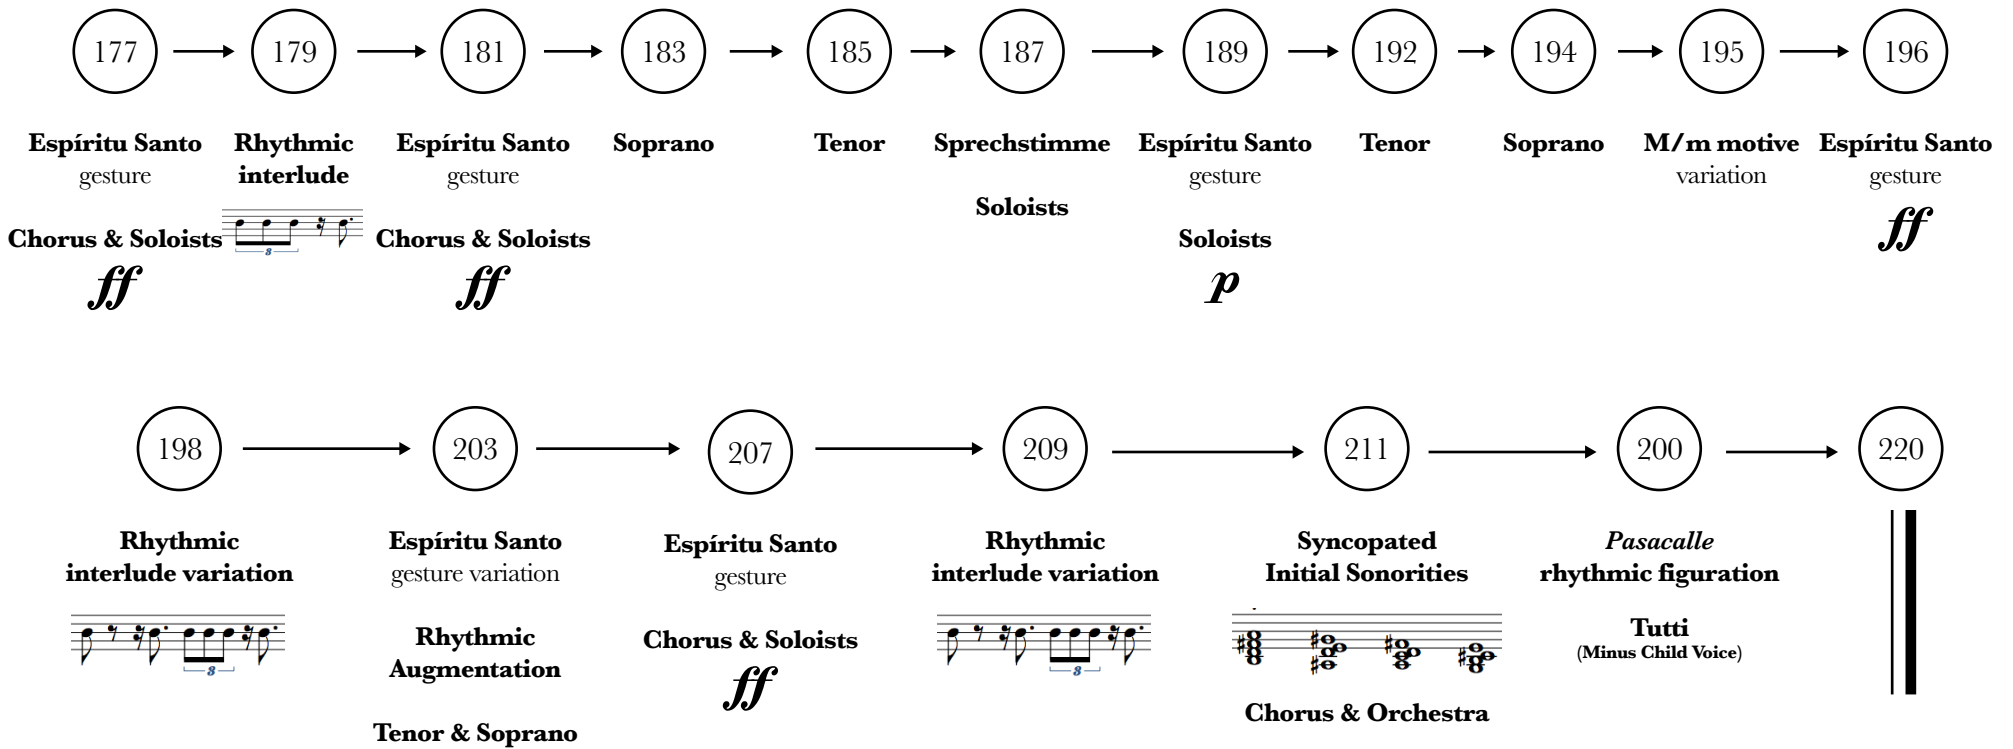 177 179 181 183 185 187 189 192 194 195 196
Espíritu Santo Rhythmic Espíritu Santo Soprano Tenor Sprechstimme Espíritu Santo Tenor Soprano M/m motive Espíritu Santo
gesture interlude gesture gesture variation gesture
Soloists
Chorus & Soloists Chorus & Soloists Soloists
ff
3
ff ff p
198 203 207 209 211 200 220
Rhythmic Espíritu Santo Espíritu Santo Rhythmic Syncopated Pasacalle
interlude variation gesture variation gesture interlude variation Initial Sonorities rhythmic figuration
Rhythmic Chorus & Soloists Tutti
Augmentation (Minus Child Voice)
3 3
ff
Tenor & Soprano Chorus & Orchestra